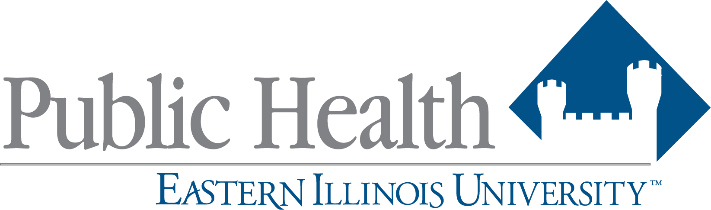 Public Health
EASTERN ILLINOIS UNIVERSITY™